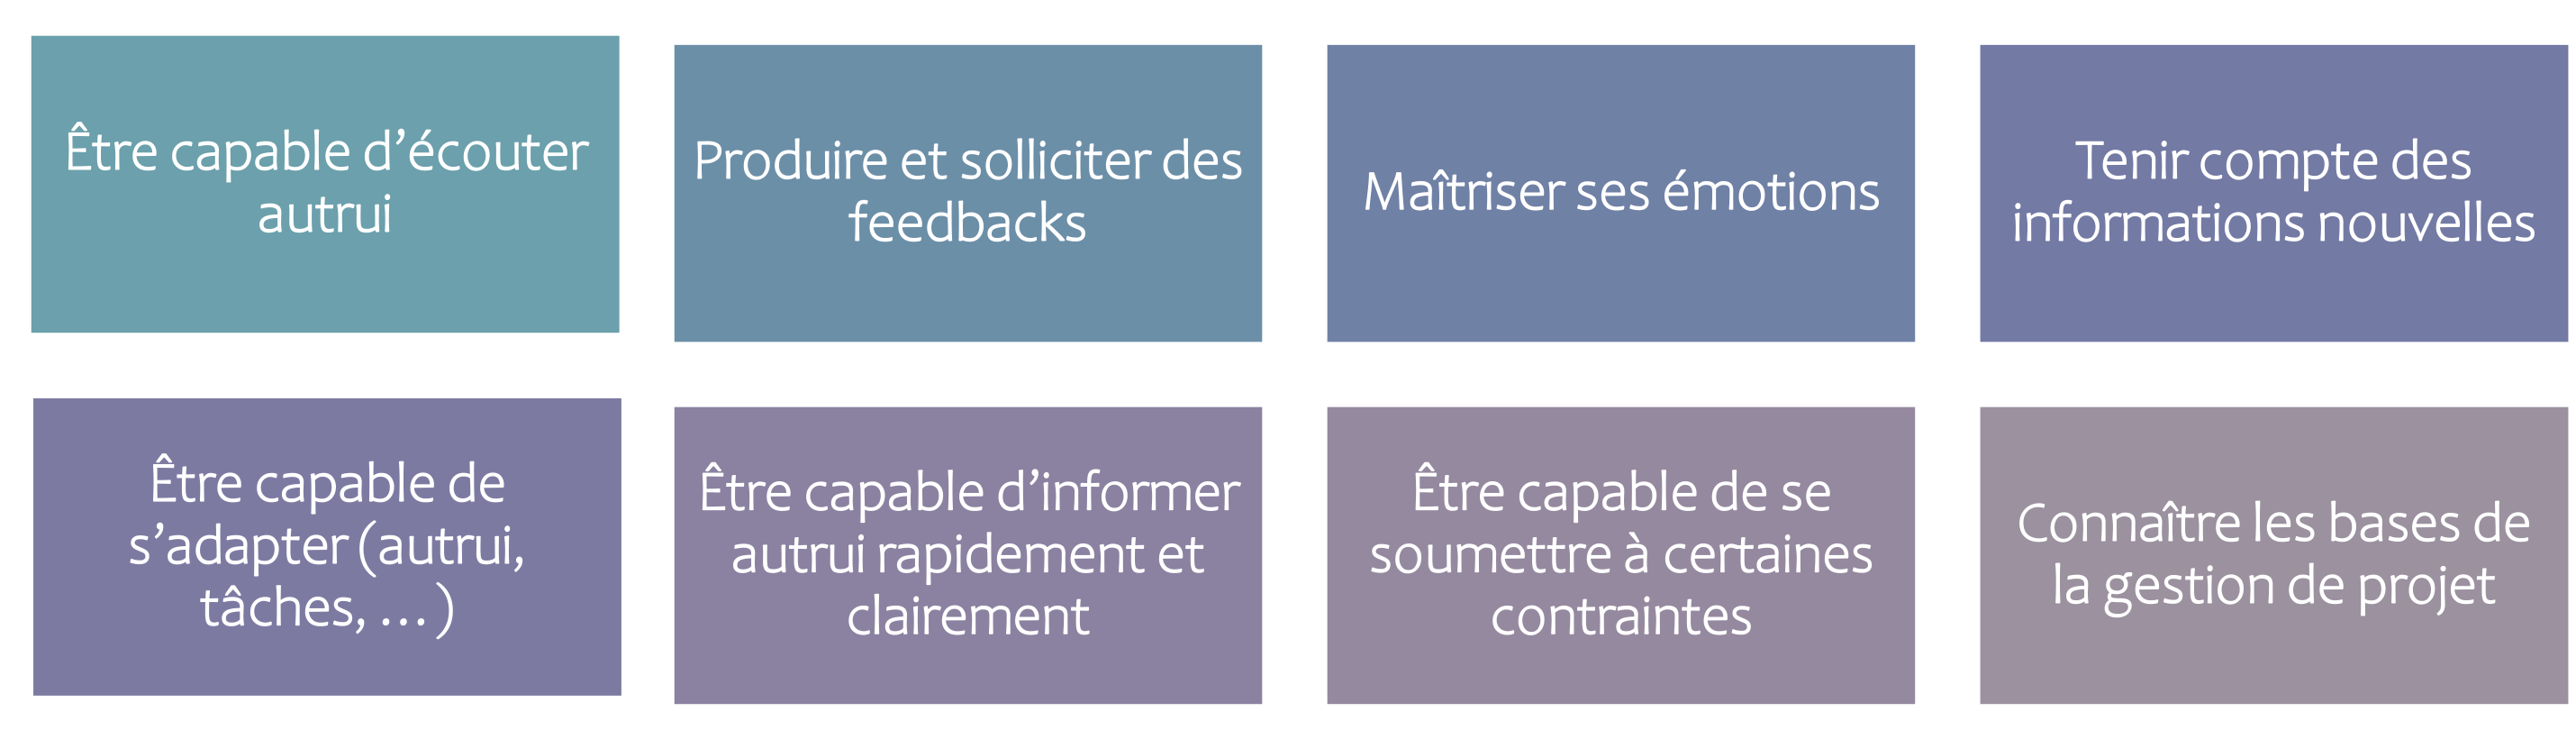 Être capable d’écouter
autrui
Produire et solliciter des
feedbacks
Maîtriser ses émotions
Tenir compte des
informations nouvelles
Être capable de
s’adapter (autrui,
tâches, …)
Être capable d’informer
autrui rapidement et
clairement
Être capable de se
soumettre à certaines
contraintes
Connaître les bases de
la gestion de projet